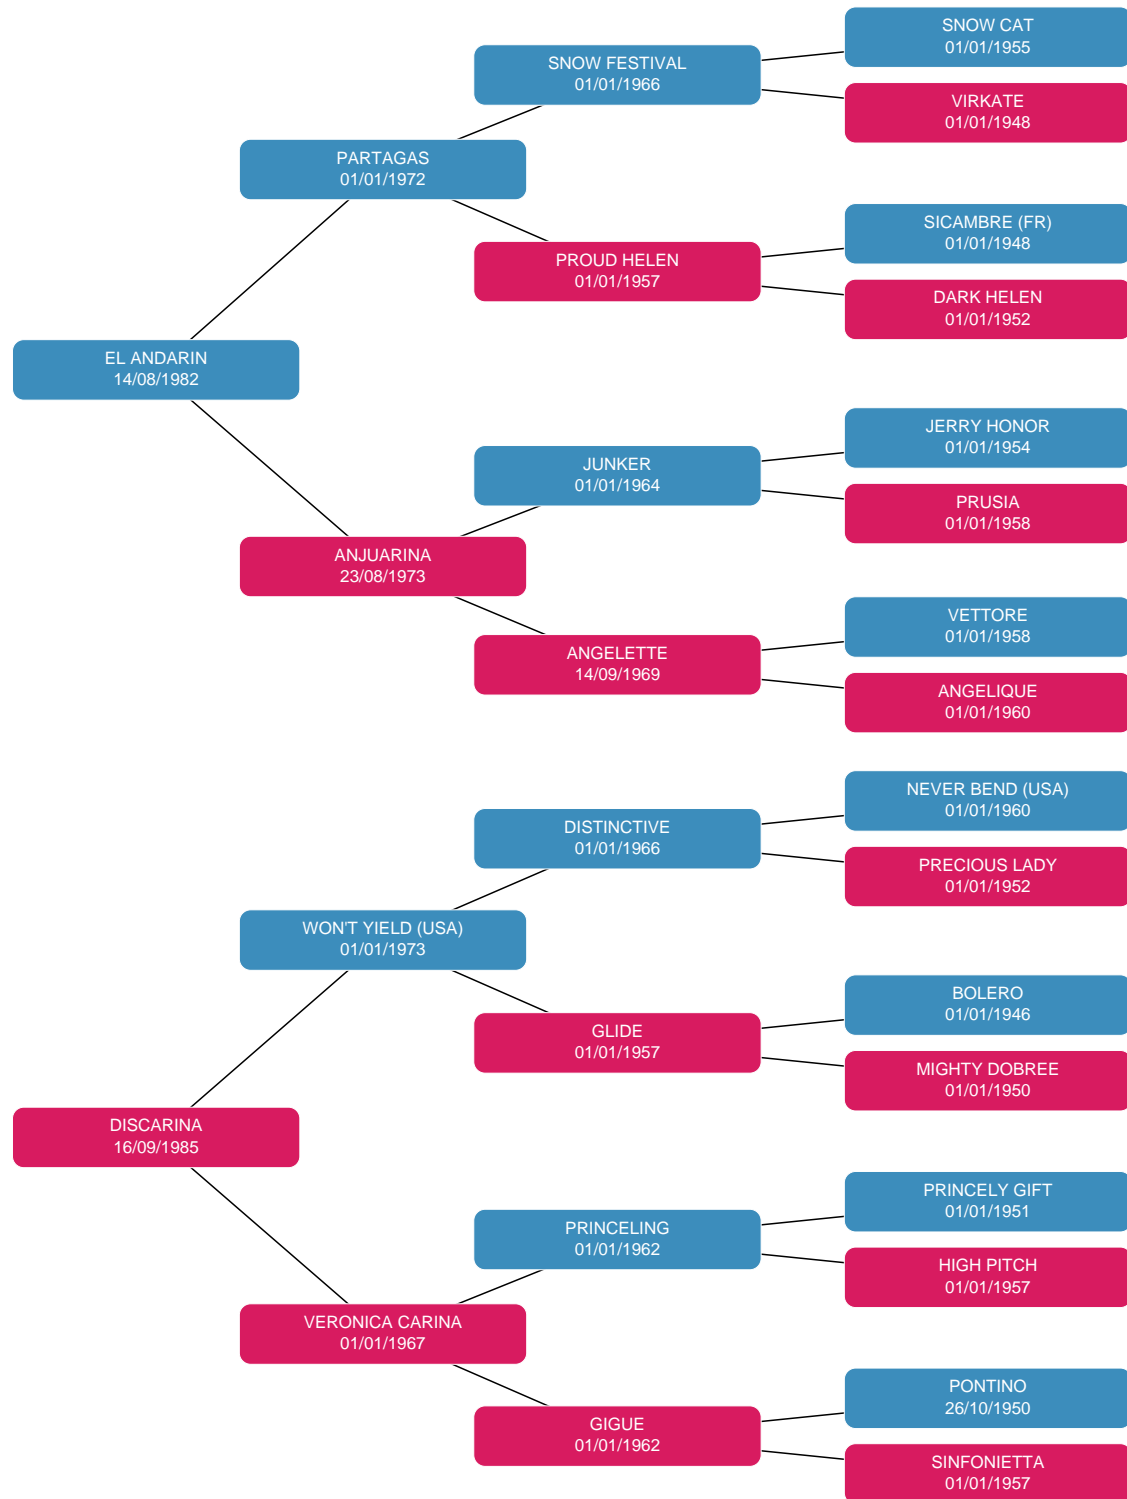 SNOW CAT
01/01/1955
SNOW FESTIVAL
01/01/1966
VIRKATE
01/01/1948
PARTAGAS
01/01/1972
SICAMBRE (FR)
01/01/1948
PROUD HELEN
01/01/1957
DARK HELEN
01/01/1952
EL ANDARIN
14/08/1982
JERRY HONOR
01/01/1954
JUNKER
01/01/1964
PRUSIA
01/01/1958
ANJUARINA
23/08/1973
VETTORE
01/01/1958
ANGELETTE
14/09/1969
ANGELIQUE
01/01/1960
NEVER BEND (USA)
01/01/1960
DISTINCTIVE
01/01/1966
PRECIOUS LADY
01/01/1952
WON'T YIELD (USA)
01/01/1973
BOLERO
01/01/1946
GLIDE
01/01/1957
MIGHTY DOBREE
01/01/1950
DISCARINA
16/09/1985
PRINCELY GIFT
01/01/1951
PRINCELING
01/01/1962
HIGH PITCH
01/01/1957
VERONICA CARINA
01/01/1967
PONTINO
26/10/1950
GIGUE
01/01/1962
SINFONIETTA
01/01/1957